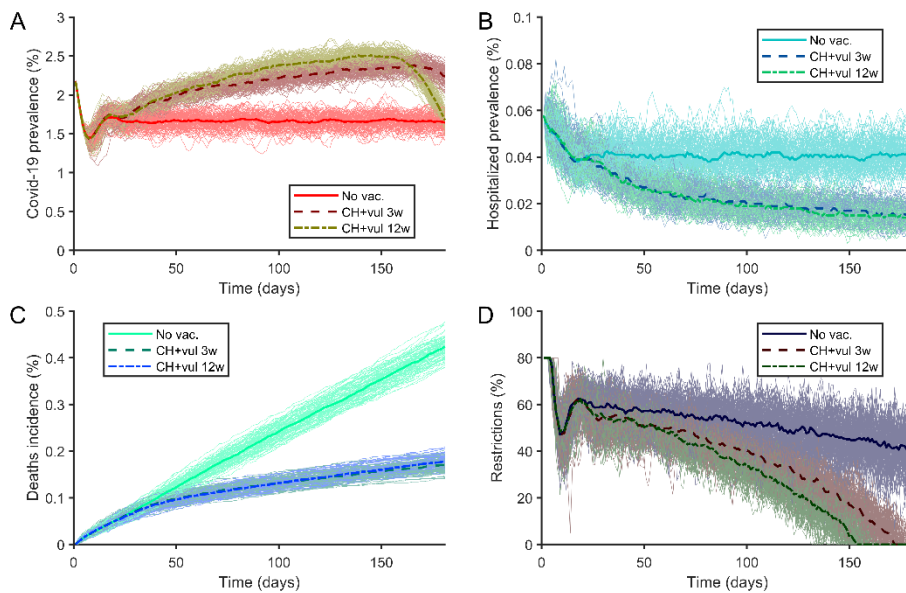 A
Covid-19 prevalence (%)
3
2.5
2
1.5
1
0.5
0
0
50
100
150
Time (days)
No vac.
CH+vul 3w
CH+vul 12w
B
Hospitalized prevalence (%)
0.1
0.08
0.06
0.04
0.02
0
0
50
100
150
Time (days)
No vac.
CH+vul 3w
CH+vul 12w
C
Deaths incidence (%)
0.5
0.4
0.3
0.2
0.1
0
0
50
100
150
Time (days)
No vac.
CH+vul 3w
CH+vul 12w
D
Restrictions (%)
100
80
60
40
20
0
0
50
100
150
Time (days)
No vac.
CH+vul 3w
CH+vul 12w